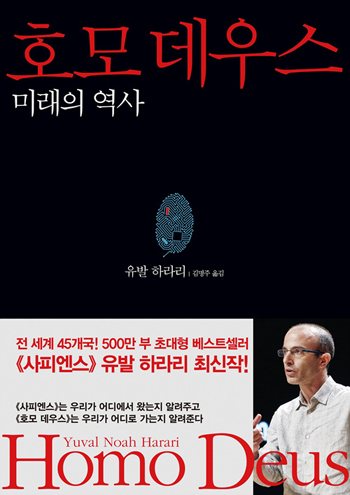 호모 데우스
미래의 역사
유발 하라리 | 김명주 옮김
전 세계 45개국! 500만 부 초대형 베스트셀러
《사피엔스》 유발 하라리 최신작!
《사피엔스》는 우리가 어디에서 왔는지 알려주고
《호모 데우스》는 우리가 어디로 가는지 알려준다
Yuval Noah Harari
Homo Deus